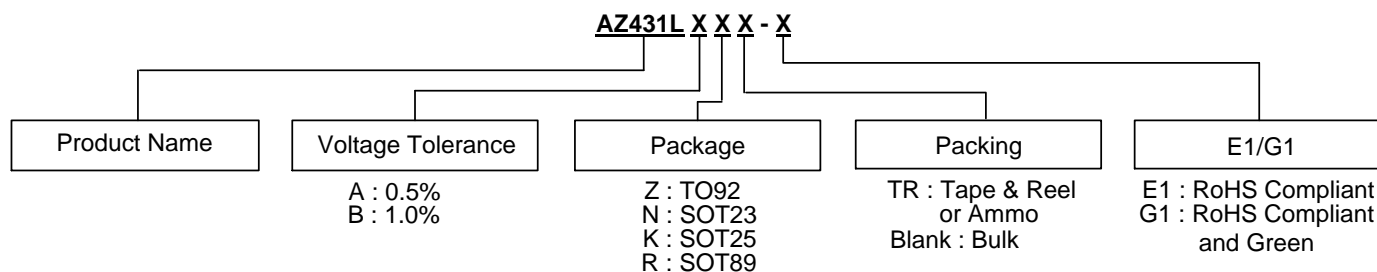 AZ431L X X X - X
Product Name
Voltage Tolerance
A : 0.5%
B : 1.0%
Package
Z : TO92
N : SOT23
K : SOT25
R : SOT89
Packing
TR : Tape & Reel
or Ammo
Blank : Bulk
E1/G1
E1 : RoHS Compliant
G1 : RoHS Compliant
and Green